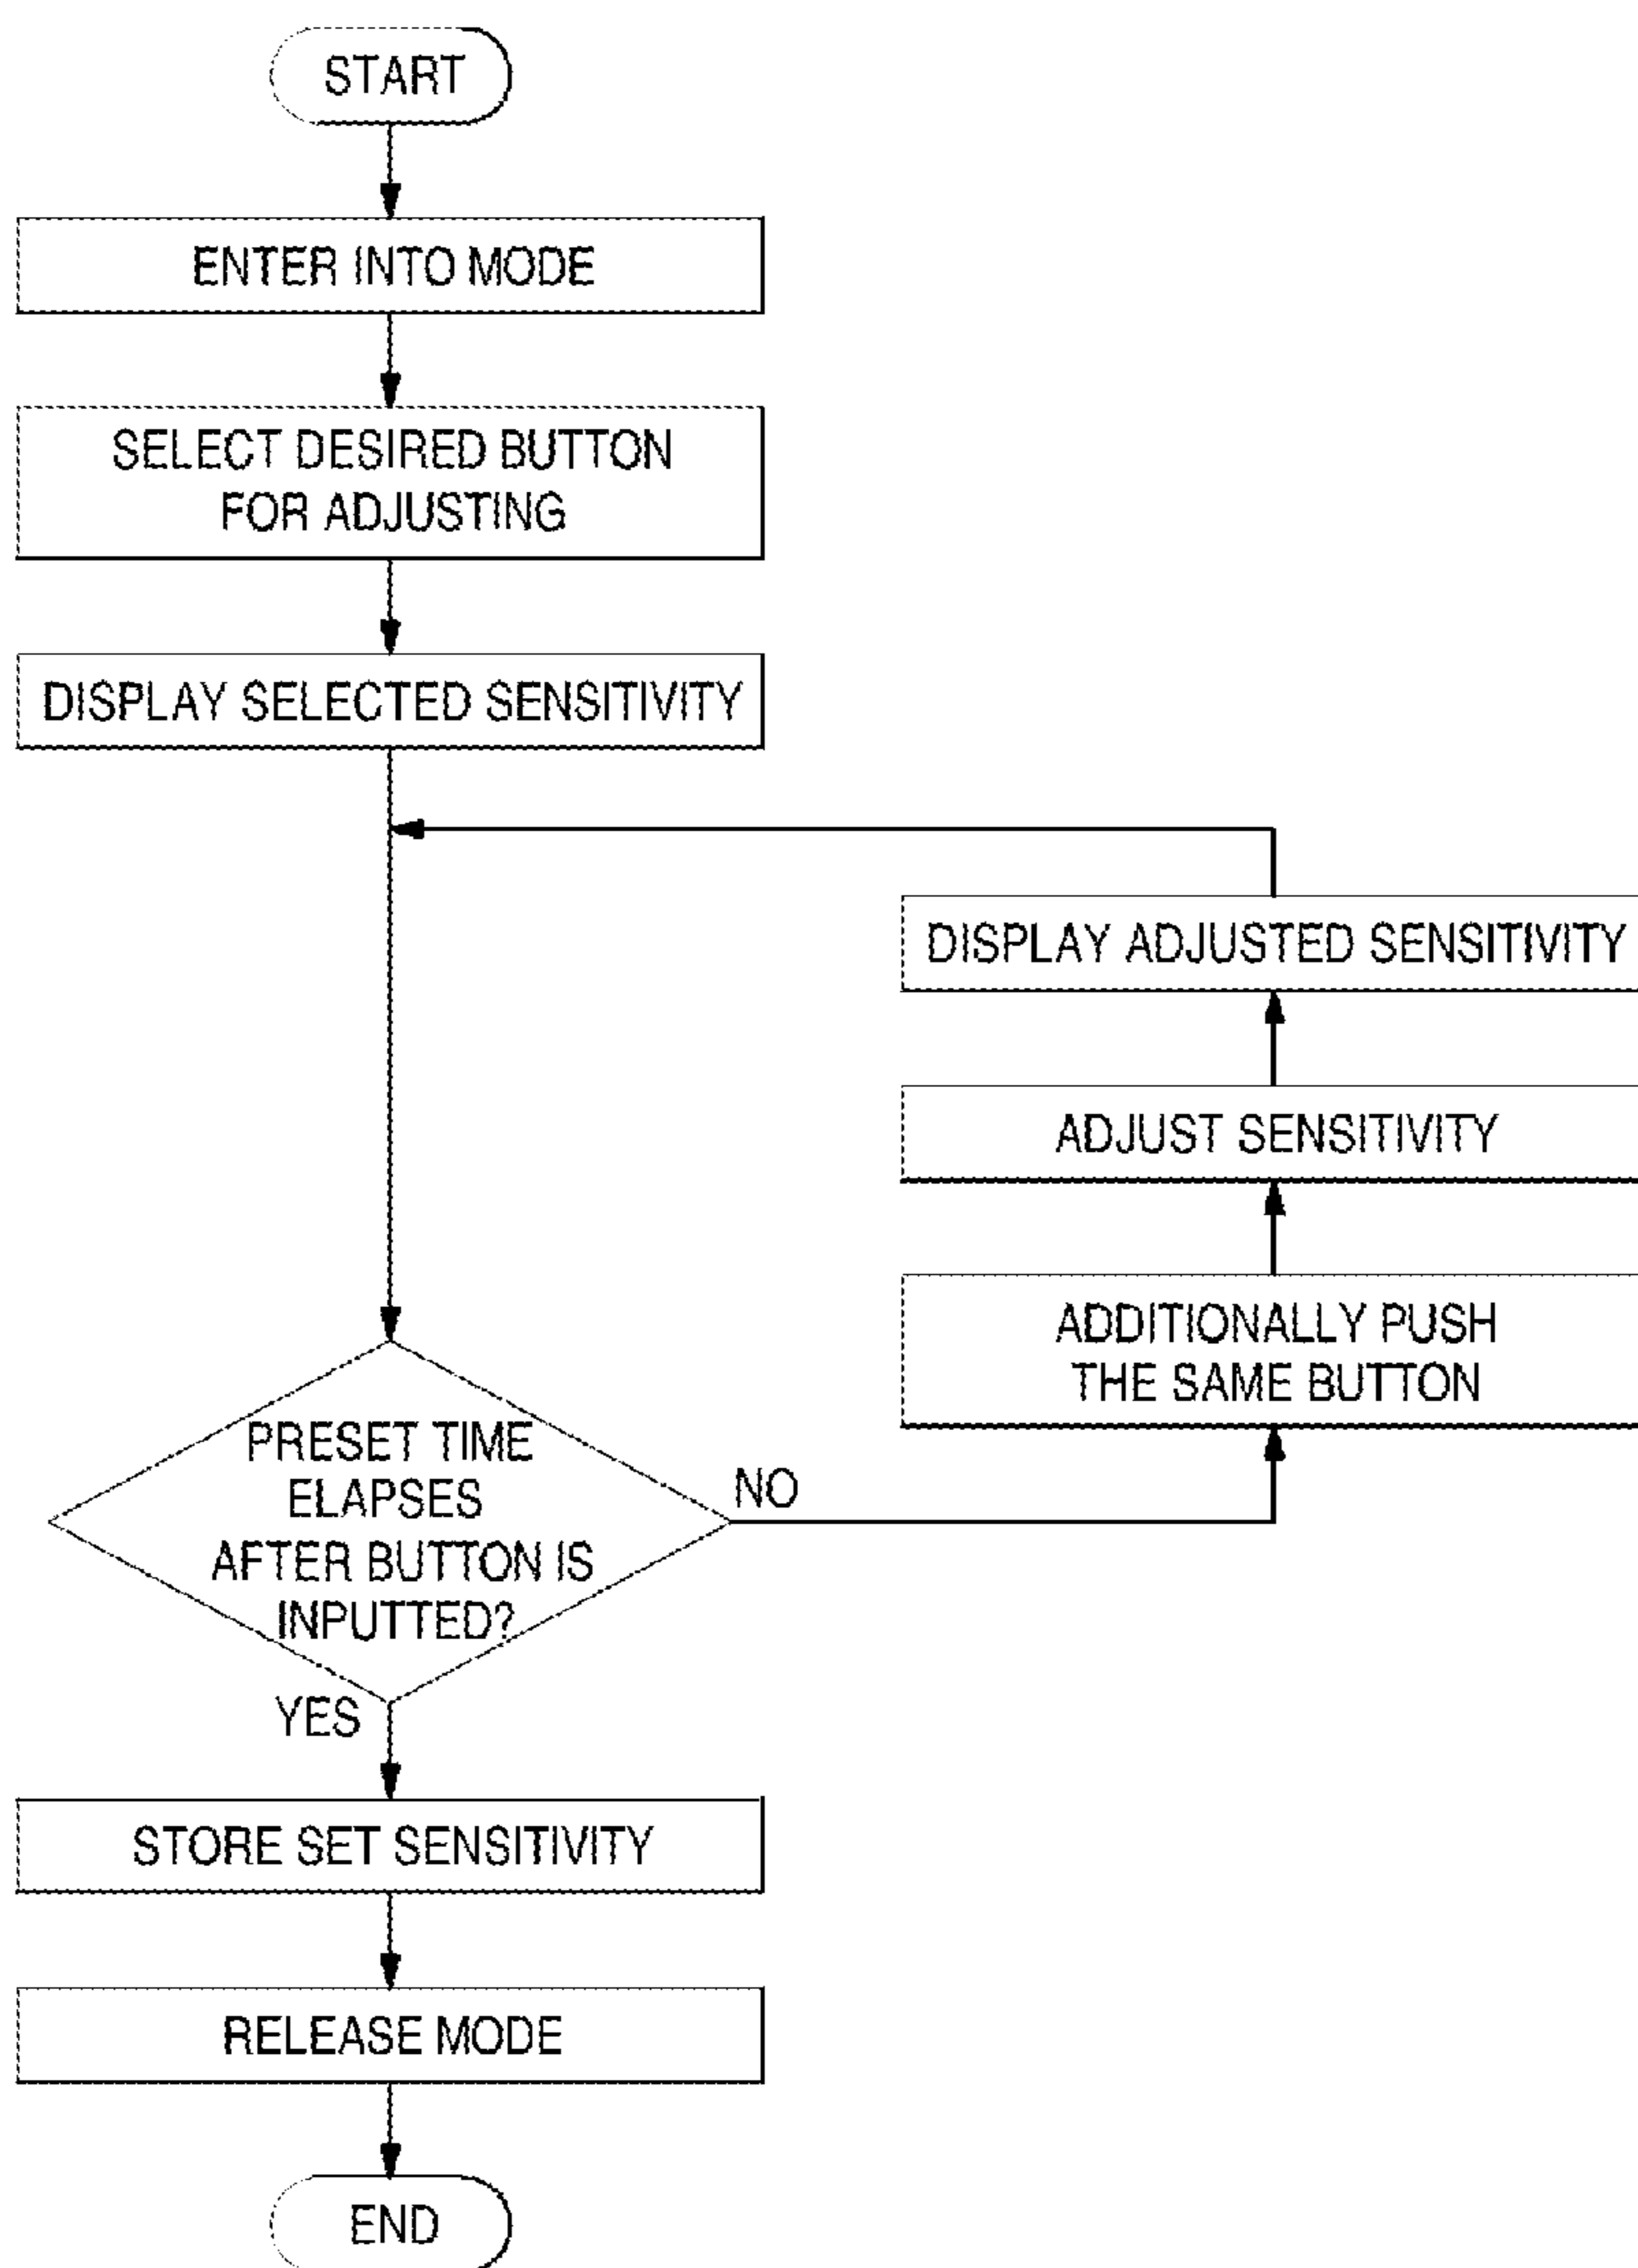 START
ENTER INTO MODE
SELECT DESIRED BUTTON
FOR ADJUSTING
DISPLAY SELECTED SENSITIVITY
DISPLAY ADJUSTED SENSITIVITY
ADJUST SENSITIVITY
ADDITIONALLY PUSH
THE SAME BUTTON
PRESET TIME
ELAPSES
AFTER BUTTON IS
INPUTTED?
NO
YES
STORE SET SENSITIVITY
RELEASE MODE
END